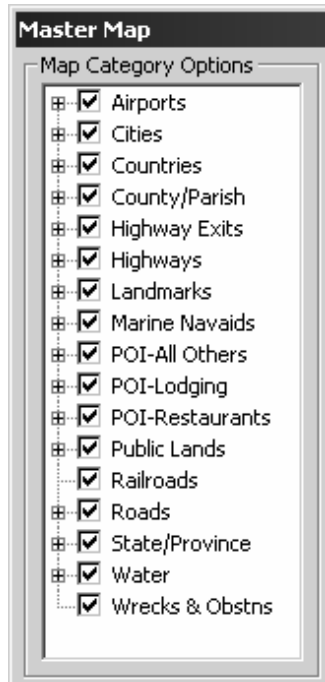 Master Map
Map Category Options
Airports
Cities
Countries
County/Parish
Highway Exits
Highways
Landmarks
Marine Navaids
POI-All Others
POI-Lodging
POI-Restaurants
Public Lands
Railroads
Roads
State/Province
Water
Wrecks & Obstns